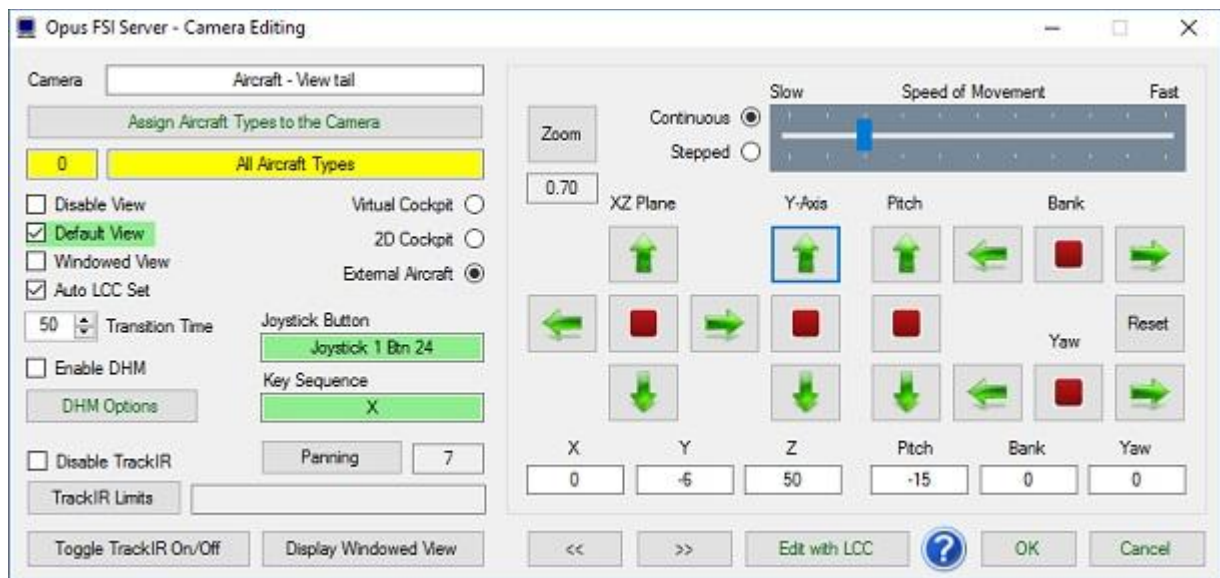 Opus FSI Server - Camera Editing
Camera
Aircraft - View tail
Assign Aircraft Types to the Camera
0
All Aircraft Types
Disable View
Default View
Windowed View
Auto LCC Set
Virtual Cockpit
2D Cockpit
External Aircraft
50
Transition Time
Joystick Button
Joystick 1 Btn 24
Enable DHM
Key Sequence
X
DHM Options
Disable TrackIR
Panning
7
TrackIR Limits
Toggle TrackIR On/Off
Display Windowed View
Zoom
0.70
Continuous
Stepped
Slow
Speed of Movement
Fast
XZ Plane
Y-Axis
Pitch
Bank
Reset
Yaw
X
Y
Z
Pitch
Bank
Yaw
0
-6
50
-15
0
0
<<
>>
Edit with LCC
?
OK
Cancel